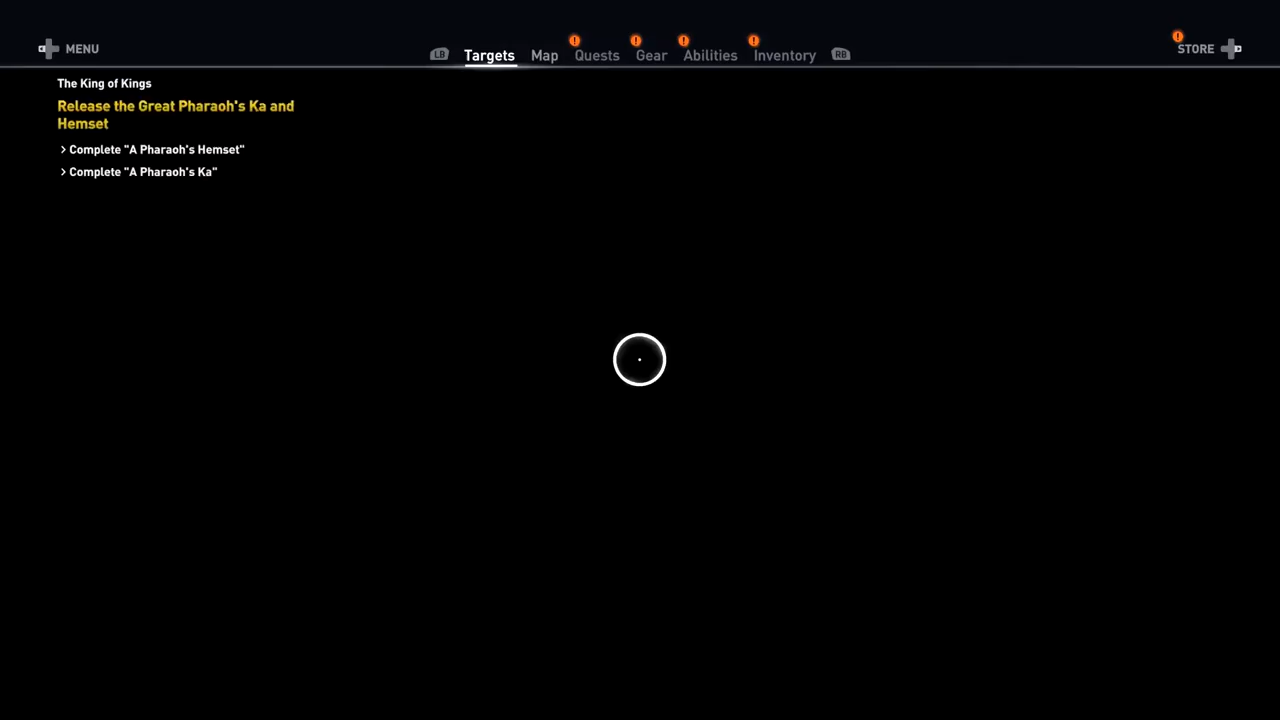 MENU
LB Targets Map Quests Gear Abilities Inventory RB
STORE
The King of Kings
Release the Great Pharaoh's Ka and
Hemset
> Complete "A Pharaoh's Hemset"
> Complete "A Pharaoh's Ka"